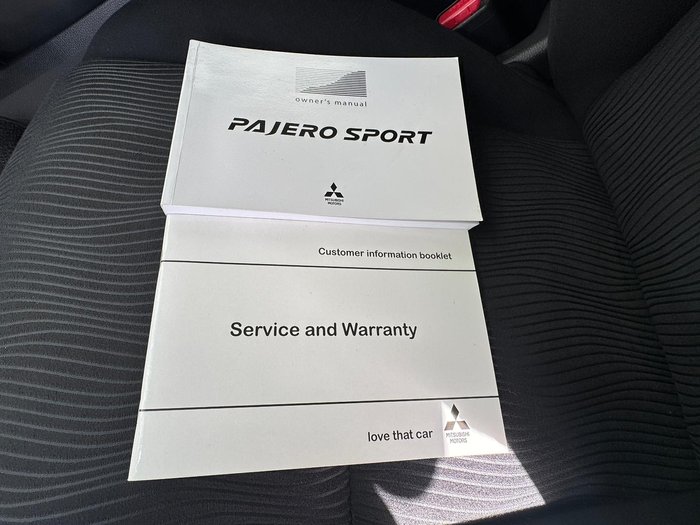 owner's manual
PAJERO SPORT
MITSUBISHI
MOTORS
Customer information booklet
Service and Warranty
love that car
MITSUBISHI
MOTORS